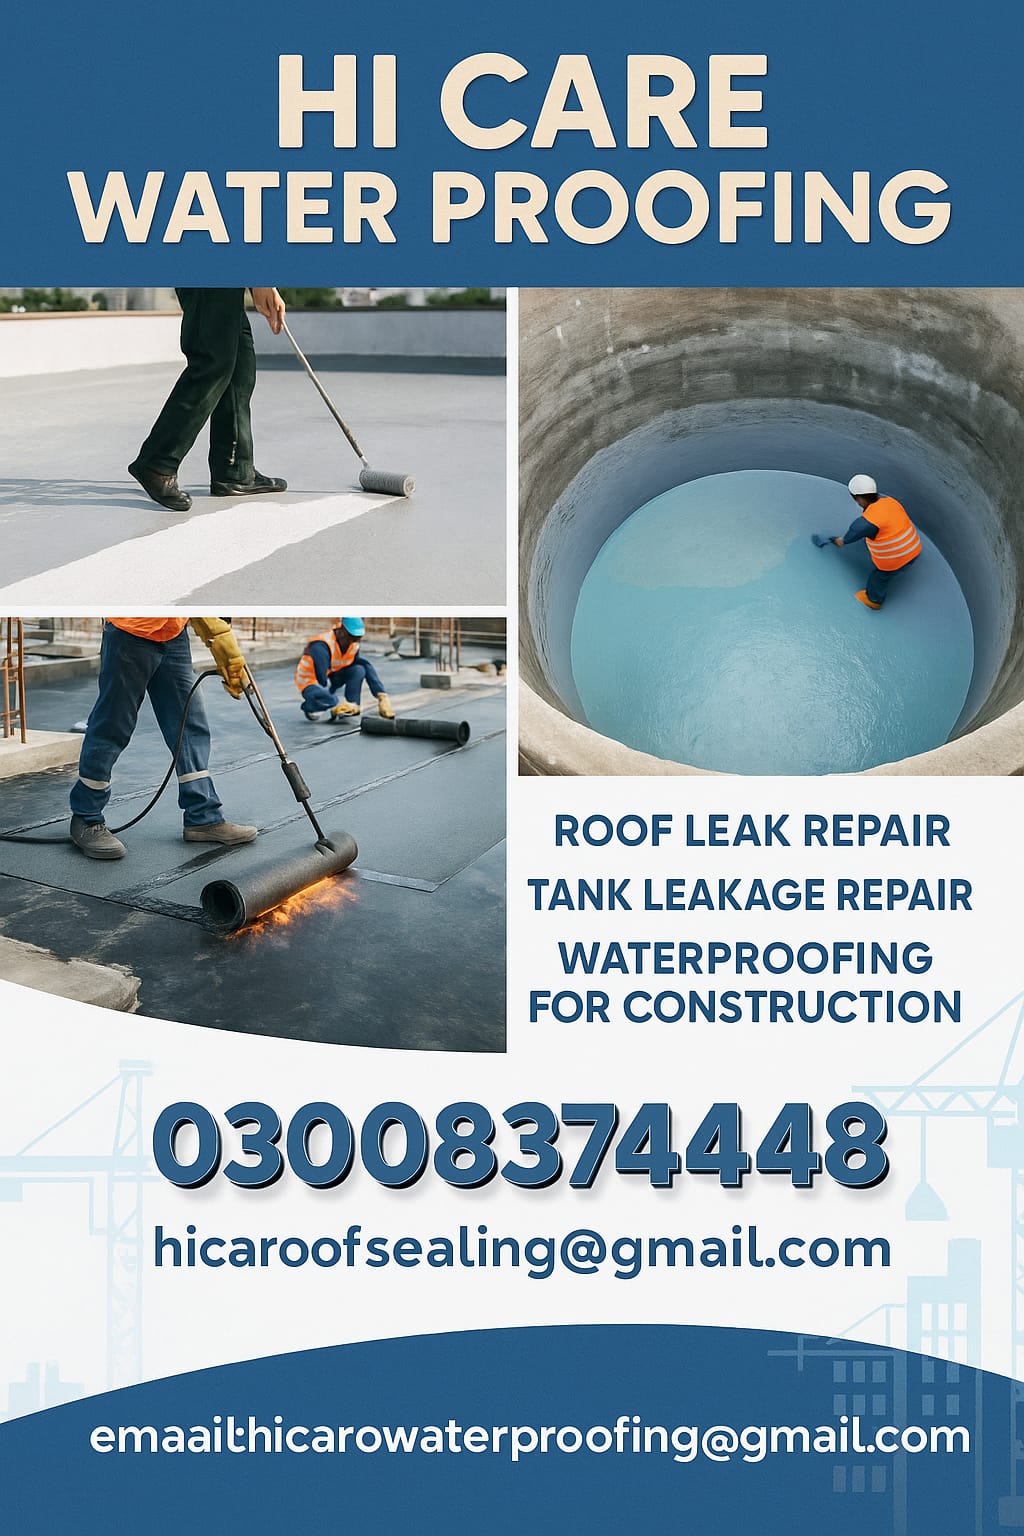 HI CARE
WATER PROOFING
ROOF LEAK REPAIR
TANK LEAKAGE REPAIR
WATERPROOFING
FOR CONSTRUCTION
03008374448
hicaroofsealing@gmail.com
emaail:hicarowaterproofing@gmail.com